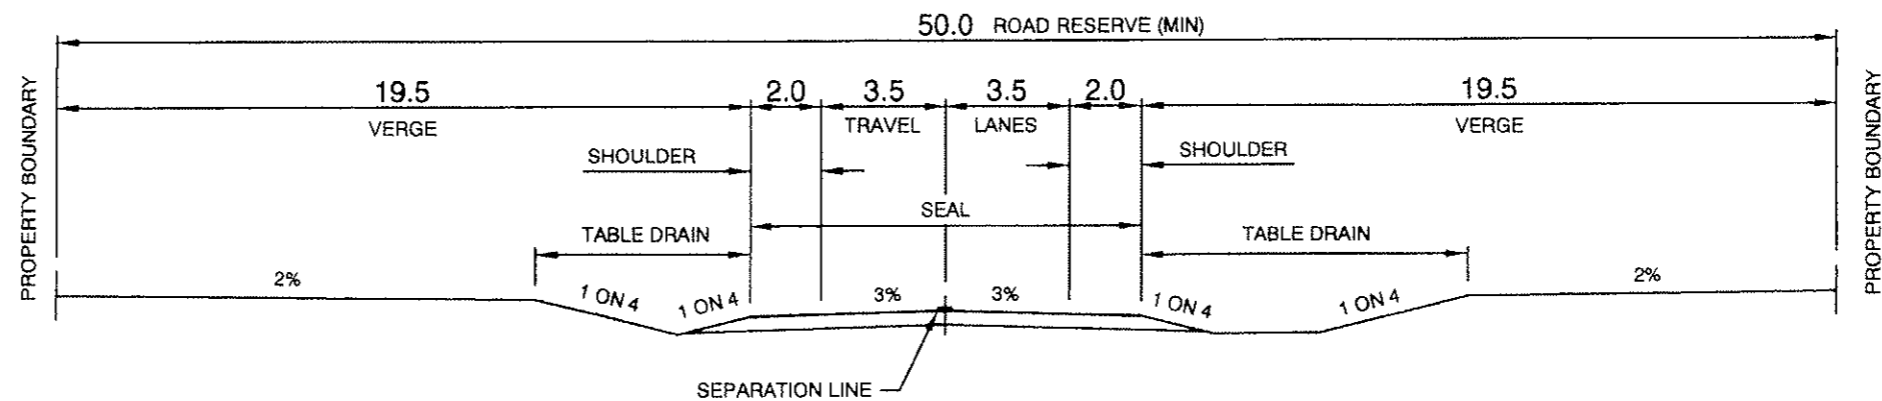 50.0 ROAD RESERVE (MIN)
PROPERTY BOUNDARY
19.5
2.0
3.5
3.5
2.0
19.5
VERGE
TRAVEL
LANES
VERGE
SHOULDER
SHOULDER
SEAL
TABLE DRAIN
TABLE DRAIN
2%
1 ON 4
1 ON 4
3%
3%
1 ON 4
1 ON 4
2%
PROPERTY BOUNDARY
SEPARATION LINE